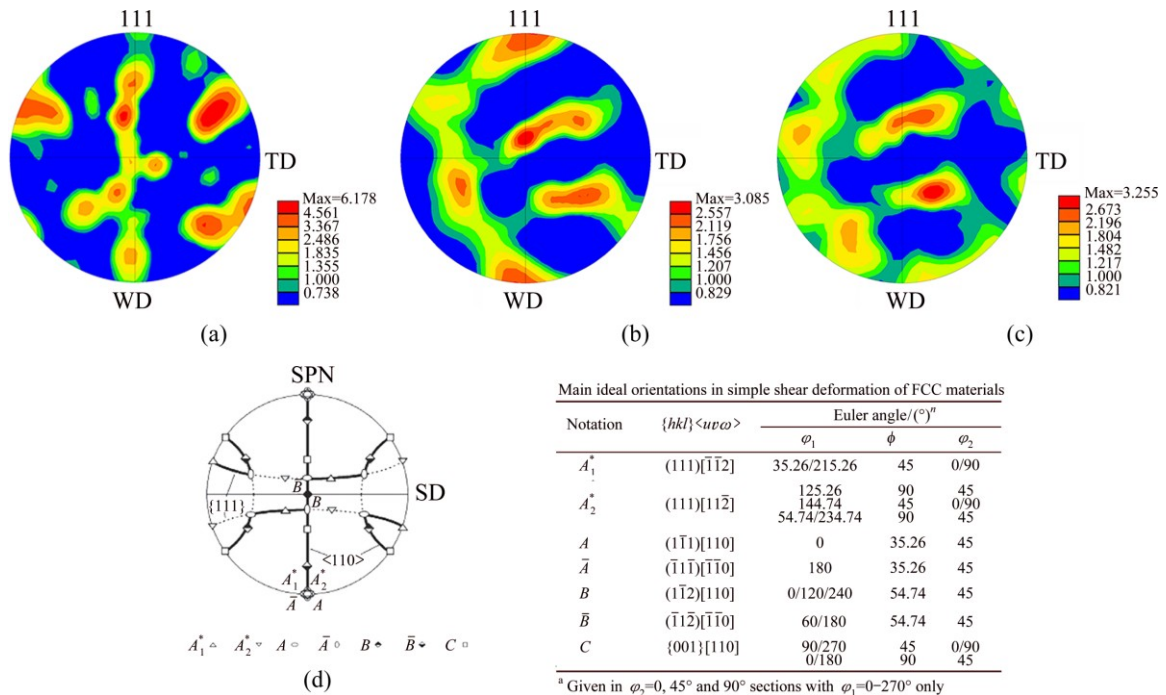 111
111
111
TD
TD
TD
Max=6.178
4.561
3.367
2.486
1.835
1.355
1.000
0.738
Max=3.085
2.557
2.119
1.756
1.456
1.207
1.000
0.829
Max=3.255
2.673
2.196
1.804
1.482
1.217
1.000
0.821
WD
WD
WD
(a)
(b)
(c)
SPN
SD
B
B
{111}
<110>
A₁* A₂*
Ā A
A₁* A₂* A Ā B B̄ C
(d)
Main ideal orientations in simple shear deformation of FCC materials
Notation {hkl}<uvω> Euler angle/(°)ⁿ
φ₁ ϕ φ₂
A₁* (111)[1̄1̄2] 35.26/215.26 45 0/90
125.26 90 45
A₂* (111)[112̄] 144.74 45 0/90
54.74/234.74 90 45
A (11̄1)[110] 0 35.26 45
Ā (1̄11̄)[1̄1̄0] 180 35.26 45
B (11̄2)[110] 0/120/240 54.74 45
B̄ (1̄12̄)[1̄1̄0] 60/180 54.74 45
C {001}[110] 90/270 45 0/90
0/180 90 45
ᵃ Given in φ₂=0, 45° and 90° sections with φ₁=0−270° only